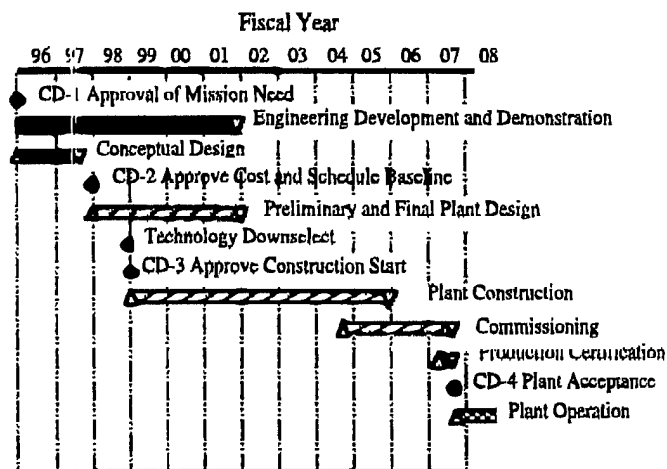 Fiscal Year
96 97 98 99 00 01 02 03 04 05 06 07 08
CD-1 Approval of Mission Need
Engineering Development and Demonstration
Conceptual Design
CD-2 Approve Cost and Schedule Baseline
Preliminary and Final Plant Design
Technology Downselect
CD-3 Approve Construction Start
Plant Construction
Commissioning
Production Certification
CD-4 Plant Acceptance
Plant Operation